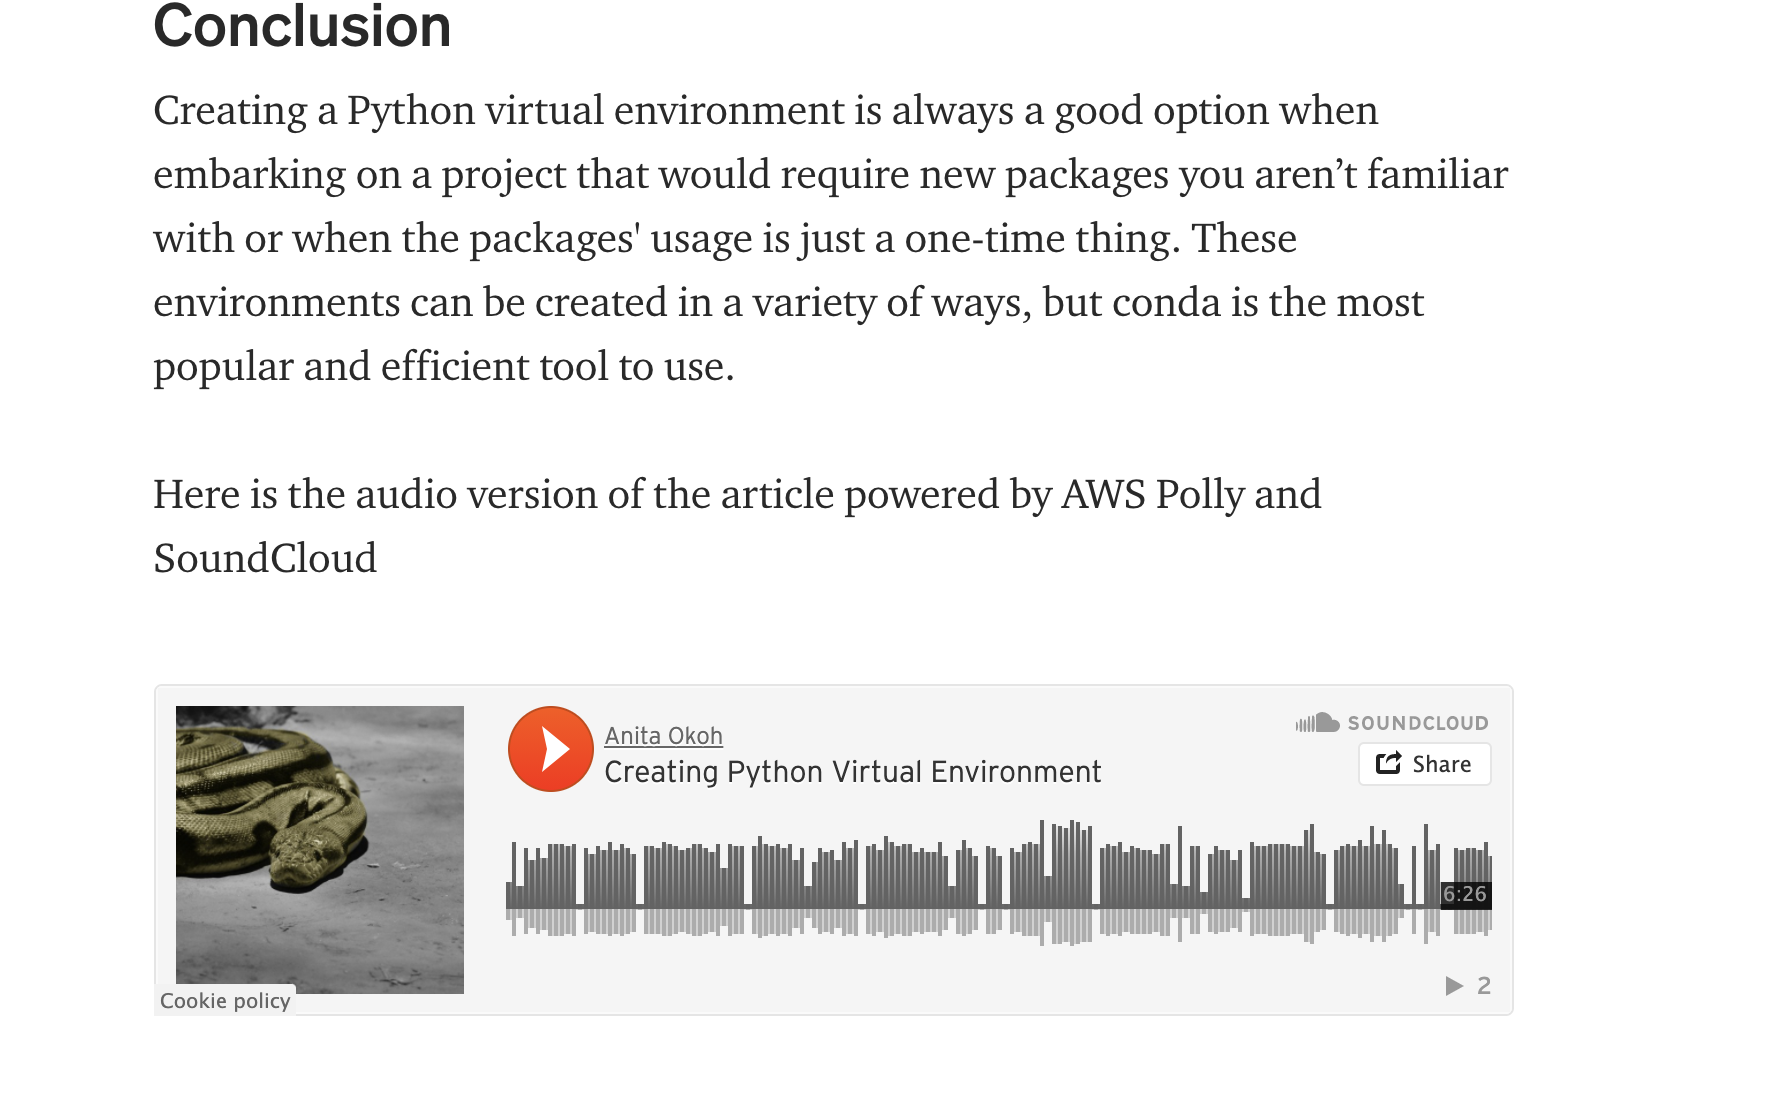 Conclusion
Creating a Python virtual environment is always a good option when
embarking on a project that would require new packages you aren’t familiar
with or when the packages' usage is just a one-time thing. These
environments can be created in a variety of ways, but conda is the most
popular and efficient tool to use.
Here is the audio version of the article powered by AWS Polly and
SoundCloud
Anita Okoh
Creating Python Virtual Environment
SOUNDCLOUD
Share
6:26
2
Cookie policy